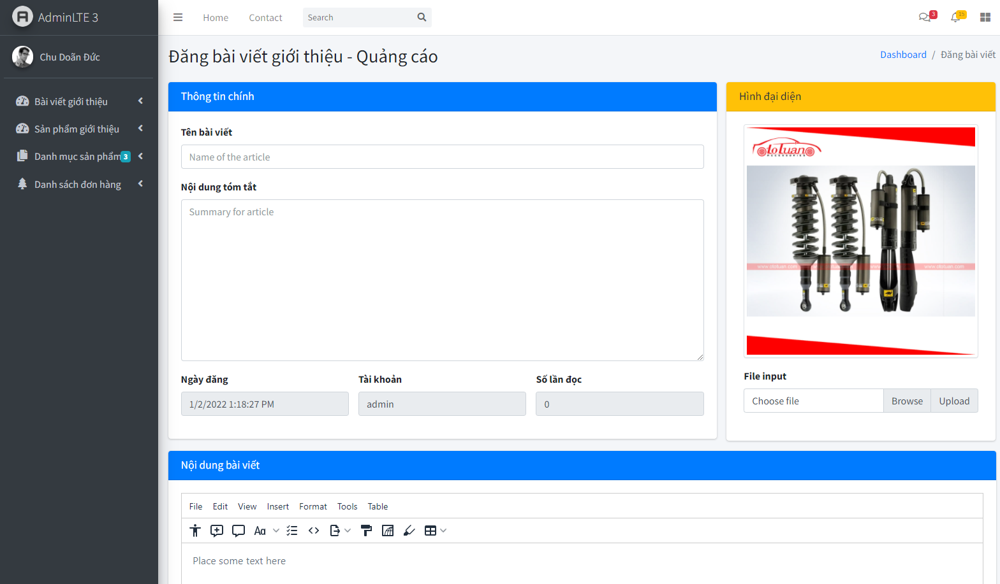 AdminLTE 3
Home
Contact
Search
3
15
Chu Doãn Đức
Bài viết giới thiệu
Sản phẩm giới thiệu
Danh mục sản phẩm 3
Danh sách đơn hàng
Đăng bài viết giới thiệu - Quảng cáo
Dashboard / Đăng bài viết
Thông tin chính
Tên bài viết
Name of the article
Nội dung tóm tắt
Summary for article
Ngày đăng
Tài khoản
Số lần đọc
1/2/2022 1:18:27 PM
admin
0
Hình đại diện
otoTuan
ACCESSORIES
www.ototuan.com
www.ototuan.com
www.ototuan.com
File input
Choose file
Browse
Upload
Nội dung bài viết
File Edit View Insert Format Tools Table
Aa
Place some text here